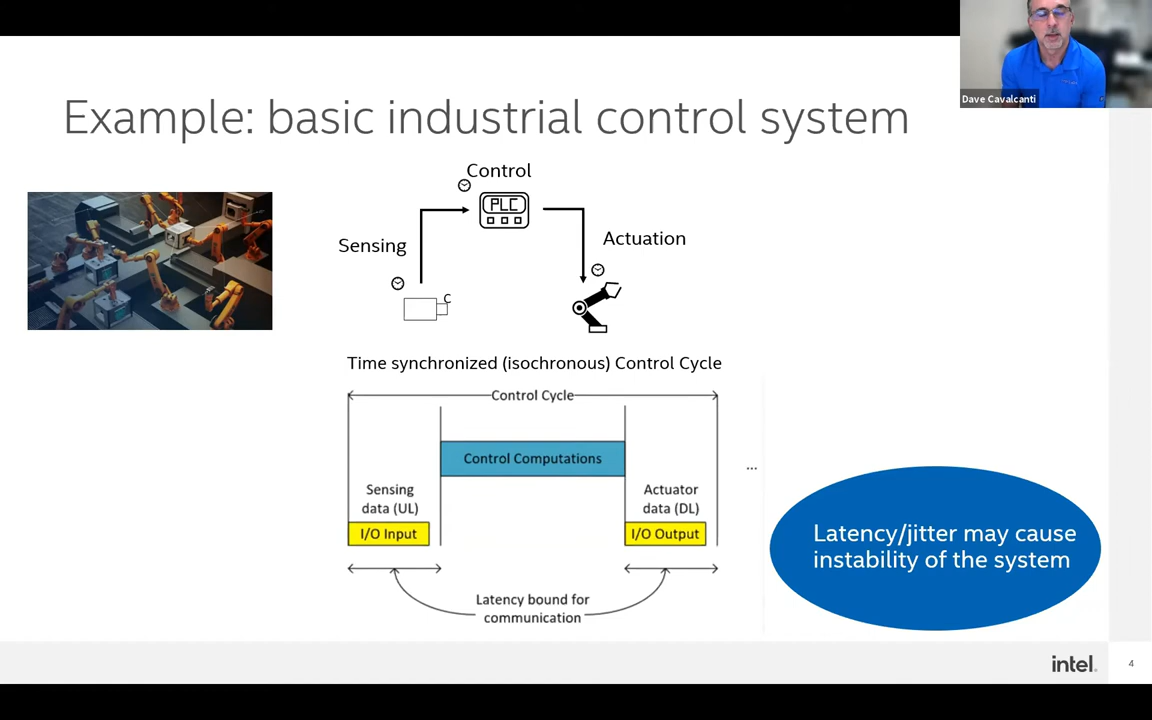 Dave Cavalcanti
Example: basic industrial control system
Control
PLC
Sensing
Actuation
C
Time synchronized (isochronous) Control Cycle
Control Cycle
Control Computations
Sensing
data (UL)
I/O Input
Actuator
data (DL)
I/O Output
...
Latency bound for
communication
Latency/jitter may cause
instability of the system
intel.
4